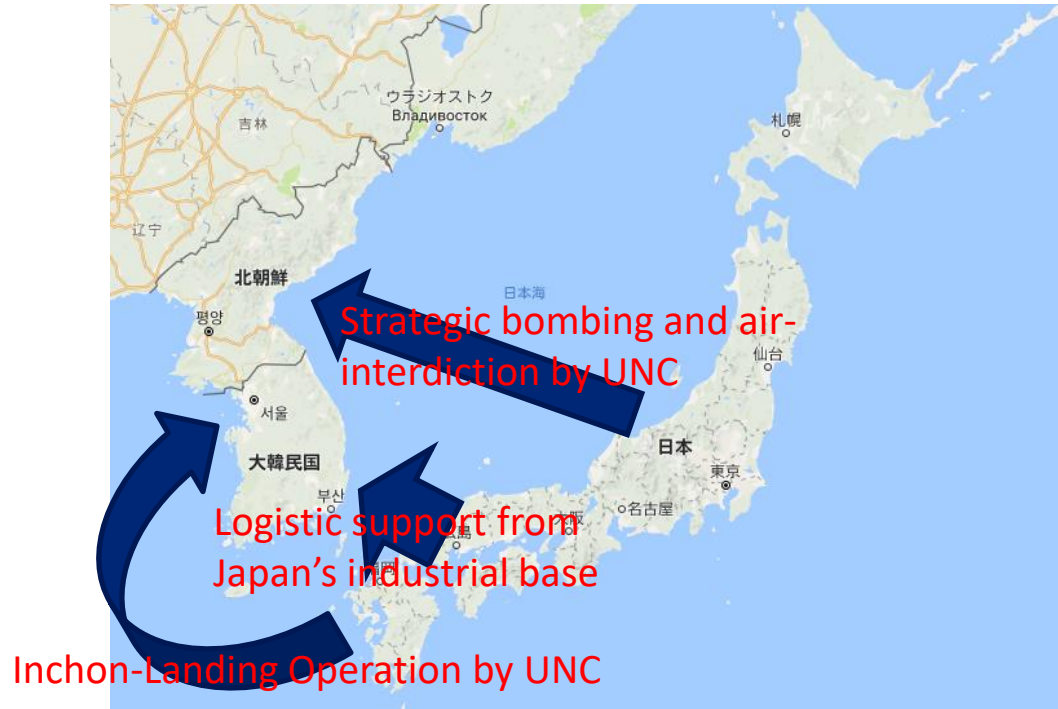 ウラジオストク
Владивосток
吉林
札幌
辽宁
北朝鮮
日本海
평양
Strategic bombing and air-
interdiction by UNC
仙台
서울
日本
大韓民国
東京
부산
名古屋
Logistic support from
Japan's industrial base
Inchon-Landing Operation by UNC